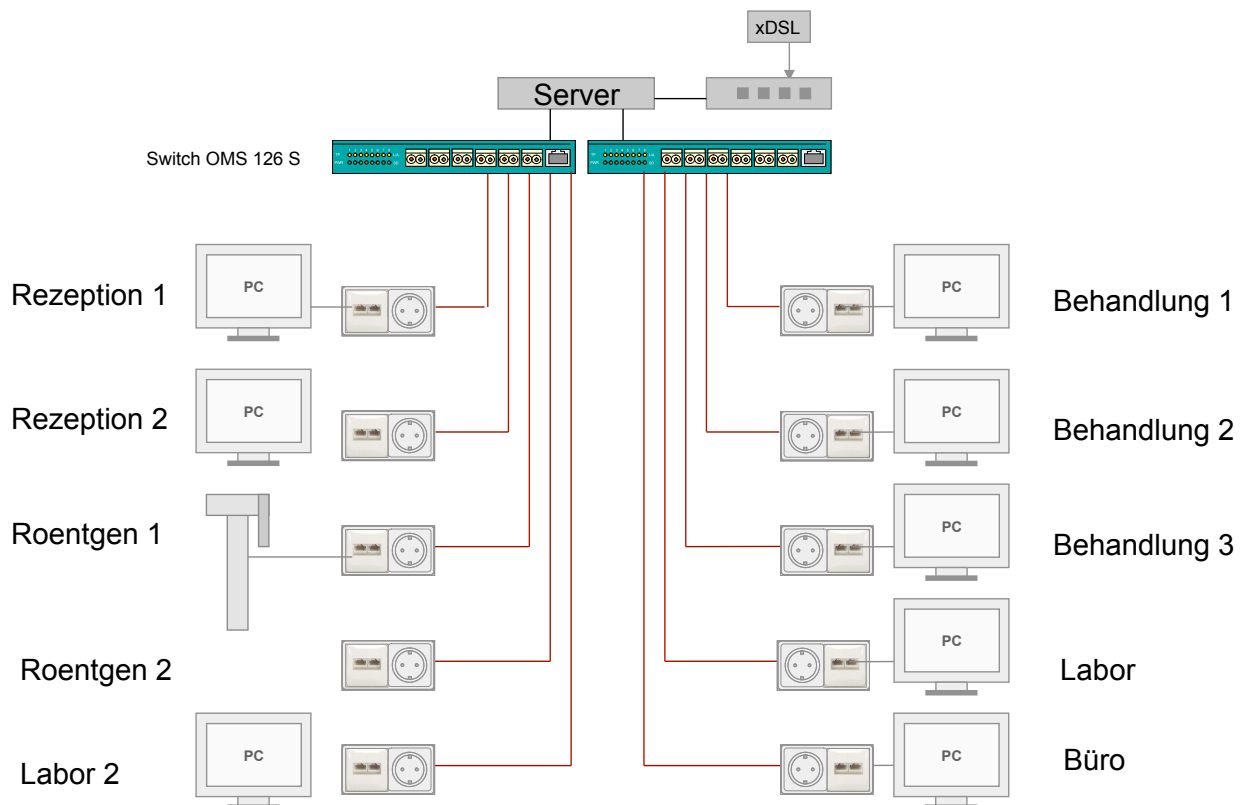 xDSL
Server
Switch OMS 126 S
Rezeption 1
PC
PC
Behandlung 1
Rezeption 2
PC
PC
Behandlung 2
Roentgen 1
PC
Behandlung 3
Roentgen 2
PC
Labor
Labor 2
PC
PC
Büro